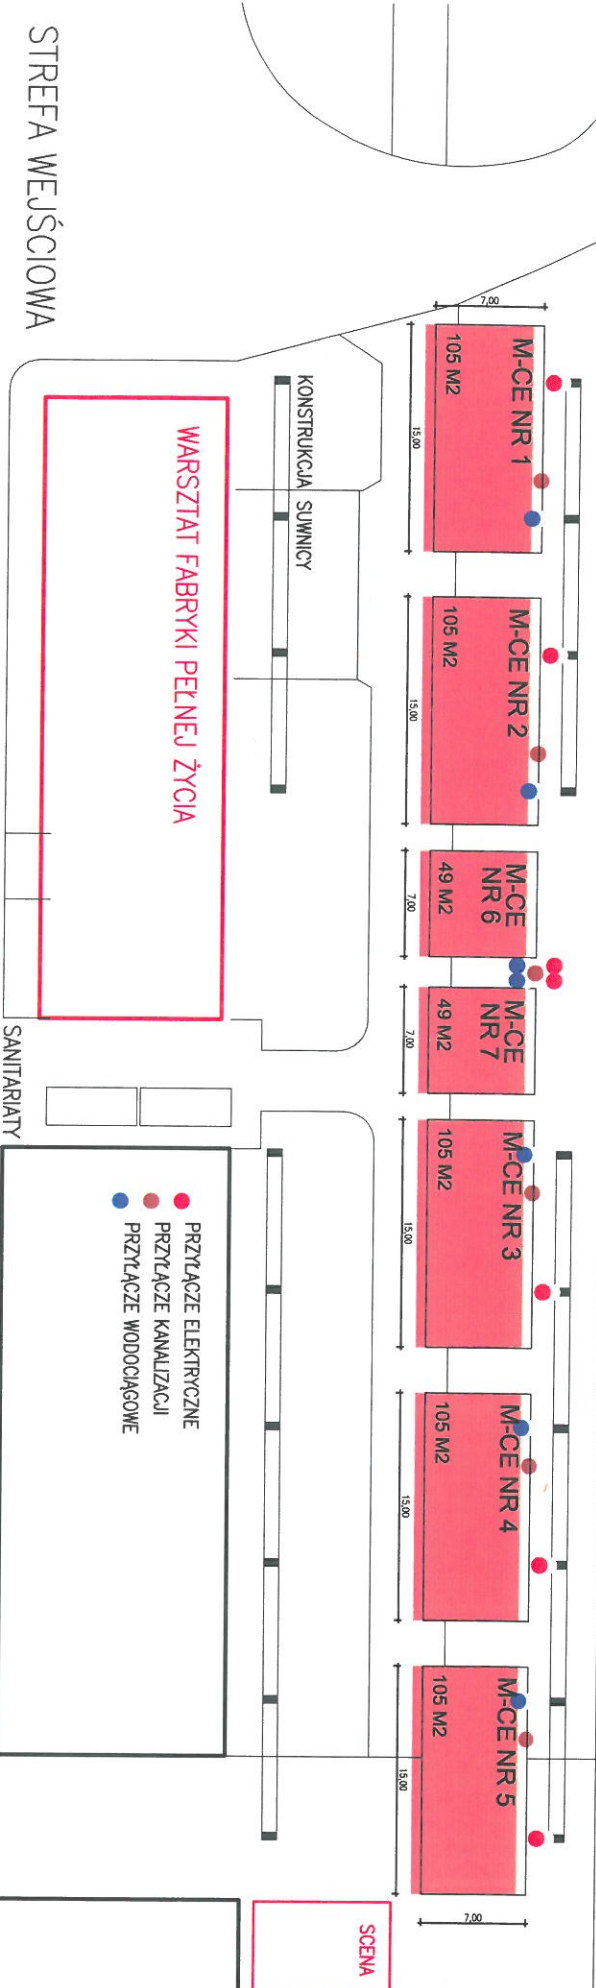 STREFA WEJŚCIOWA
7,00
M-CE NR 1
105 M2
15,00
KONSTRUKCJA SUWNICY
WARSZTAT FABRYKI PEŁNEJ ŻYCIA
M-CE NR 2
105 M2
15,00
M-CE
NR 6
49 M2
7,00
M-CE
NR 7
49 M2
7,00
SANITARIATY
M-CE NR 3
105 M2
15,00
PRZYŁĄCZE ELEKTRYCZNE
PRZYŁĄCZE KANALIZACJI
PRZYŁĄCZE WODOCIĄGOWE
M-CE NR 4
105 M2
15,00
M-CE NR 5
105 M2
15,00
7,00
SCENA